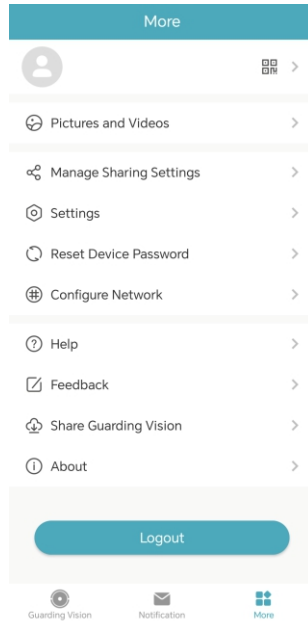 More
Pictures and Videos
Manage Sharing Settings
Settings
Reset Device Password
Configure Network
Help
Feedback
Share Guarding Vision
About
Logout
Guarding Vision
Notification
More